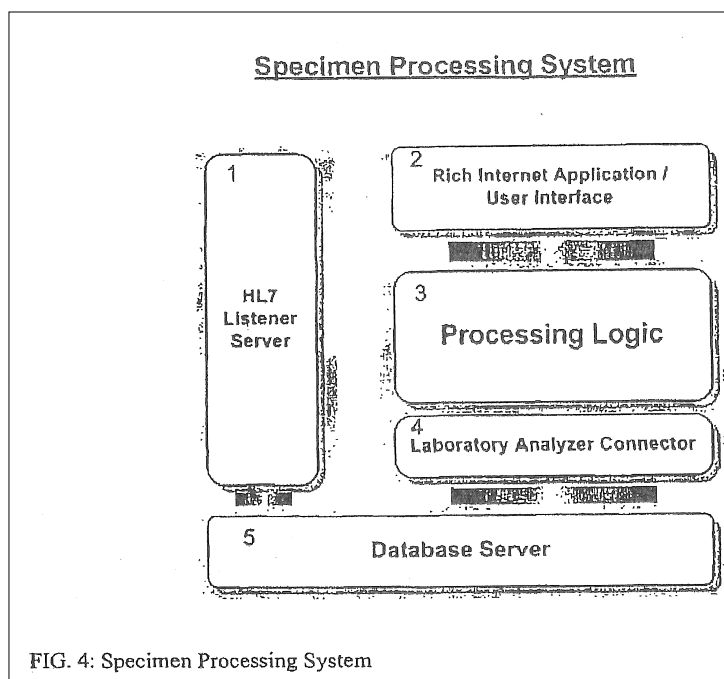 Specimen Processing System
1
HL7
Listener
Server
2
Rich Internet Application /
User Interface
3
Processing Logic
4
Laboratory Analyzer Connector
5
Database Server
FIG. 4: Specimen Processing System